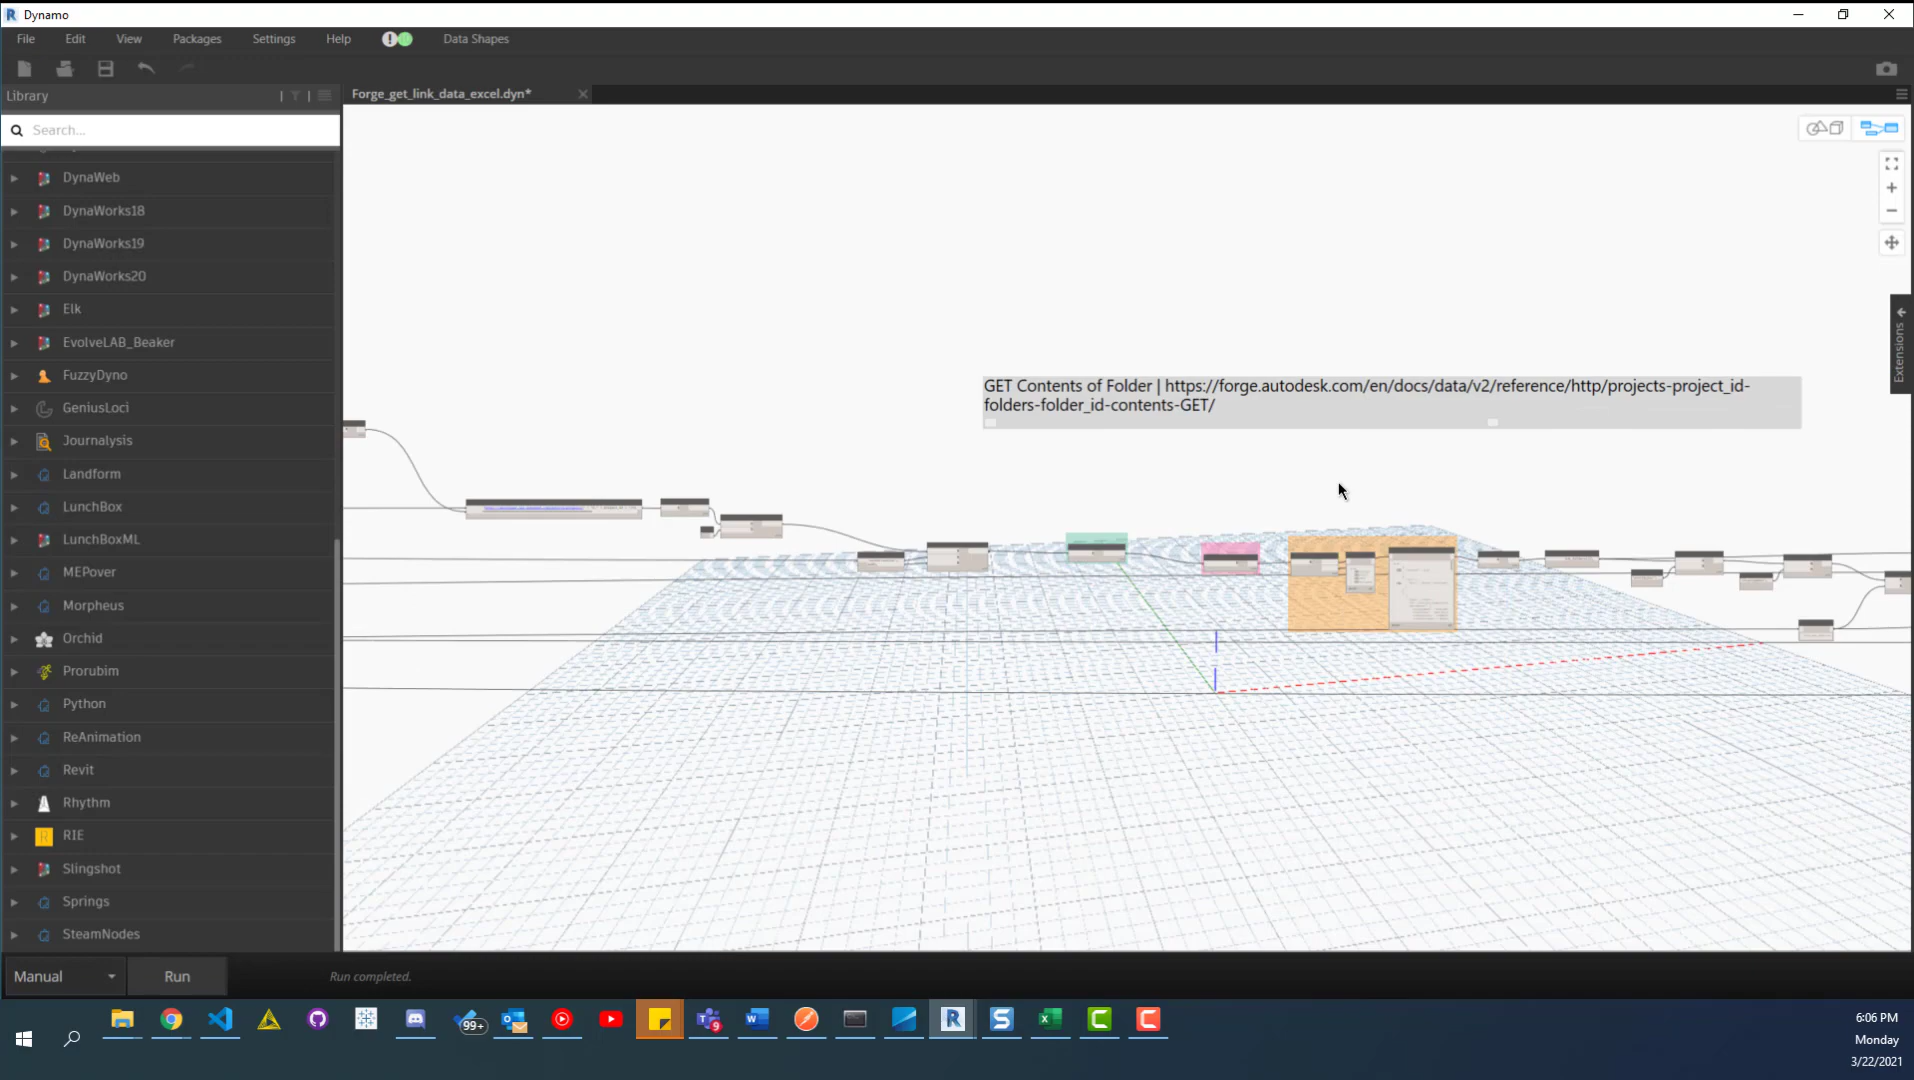 Dynamo
File Edit View Packages Settings Help Data Shapes
Library
Forge_get_link_data_excel.dyn*
Search...
DynaWeb
DynaWorks18
DynaWorks19
DynaWorks20
Elk
EvolveLAB_Beaker
FuzzyDyno
GeniusLoci
Journalysis
Landform
LunchBox
LunchBoxML
MEPover
Morpheus
Orchid
Prorubim
Python
ReAnimation
Revit
Rhythm
RIE
Slingshot
Springs
SteamNodes
GET Contents of Folder | https://forge.autodesk.com/en/docs/data/v2/reference/http/projects-project_id-
folders-folder_id-contents-GET/
Extensions
Manual
Run
Run completed.
99+
9
6:06 PM
Monday
3/22/2021